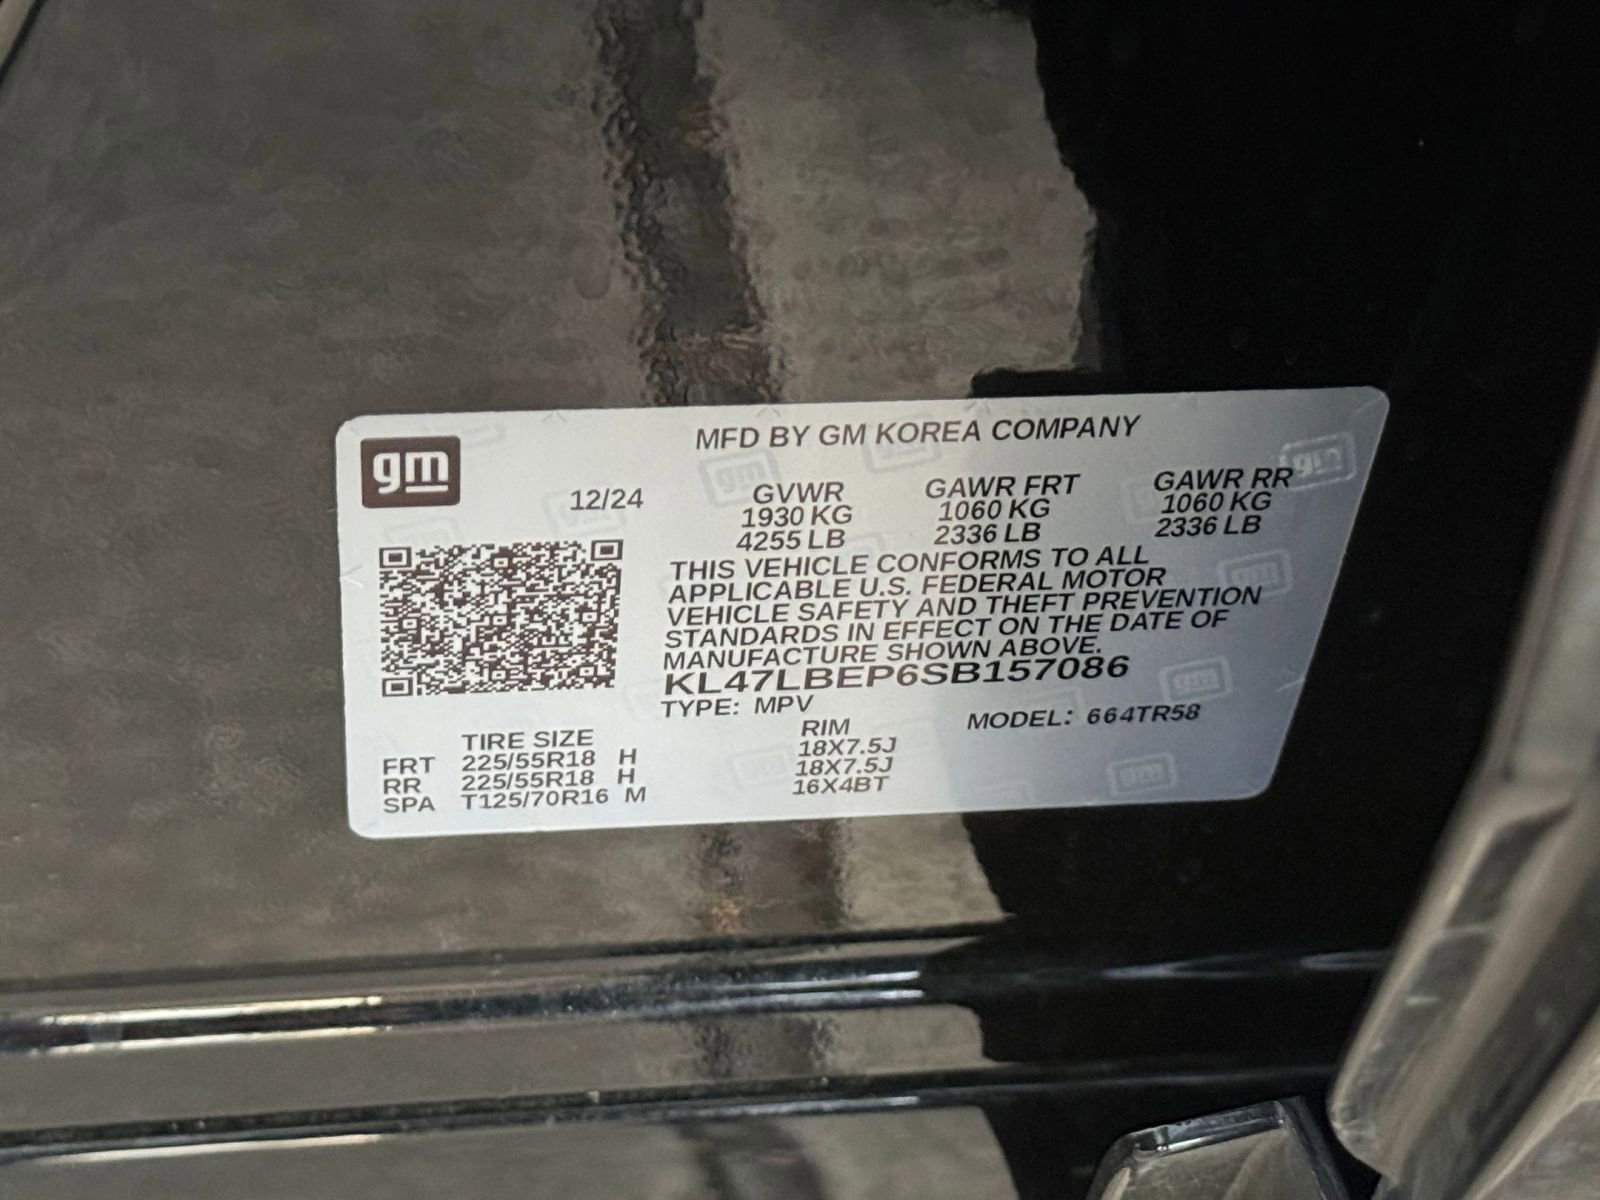 gm
MFD BY GM KOREA COMPANY
12/24
GVWR GAWR FRT GAWR RR
1930 KG 1060 KG 1060 KG
4255 LB 2336 LB 2336 LB
THIS VEHICLE CONFORMS TO ALL
APPLICABLE U.S. FEDERAL MOTOR
VEHICLE SAFETY AND THEFT PREVENTION
STANDARDS IN EFFECT ON THE DATE OF
MANUFACTURE SHOWN ABOVE.
KL47LBEP6SB157086
TYPE: MPV MODEL: 664TR58
TIRE SIZE RIM
FRT 225/55R18 H 18X7.5J
RR 225/55R18 H 18X7.5J
SPA T125/70R16 M 16X4BT